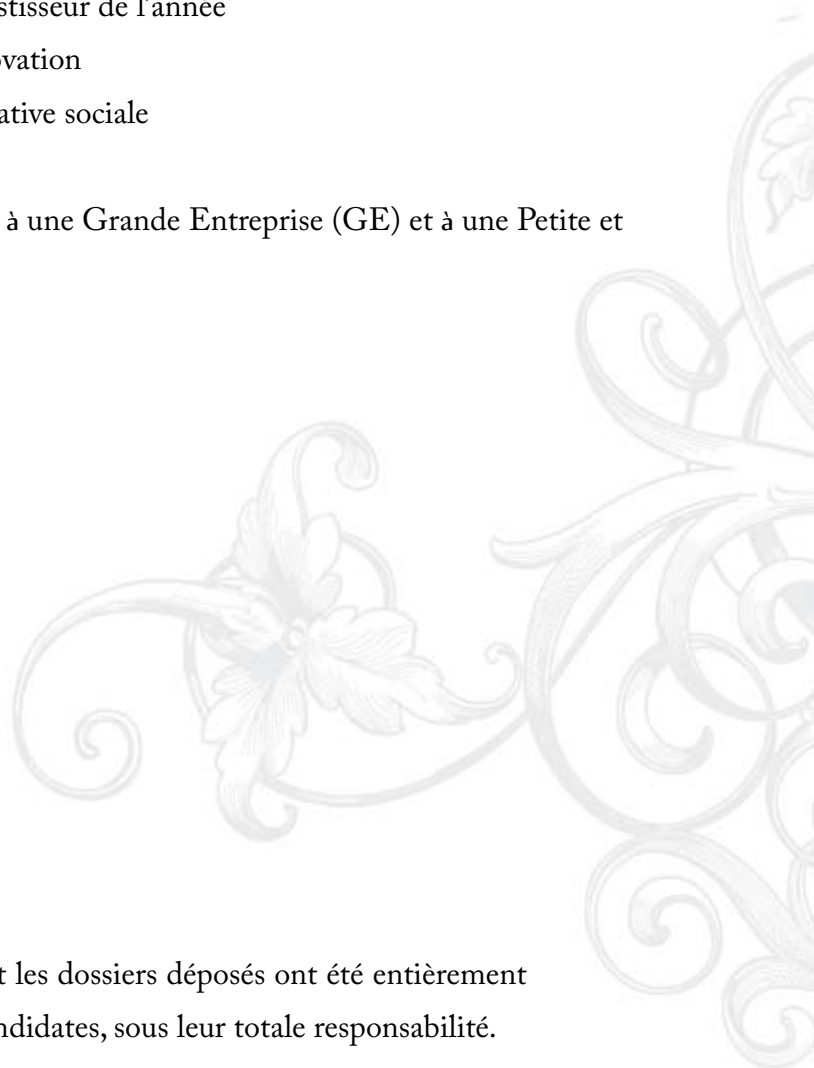 stisseur de l'année
ovation
ative sociale
à une Grande Entreprise (GE) et à une Petite et
t les dossiers déposés ont été entièrement
ndidates, sous leur totale responsabilité.